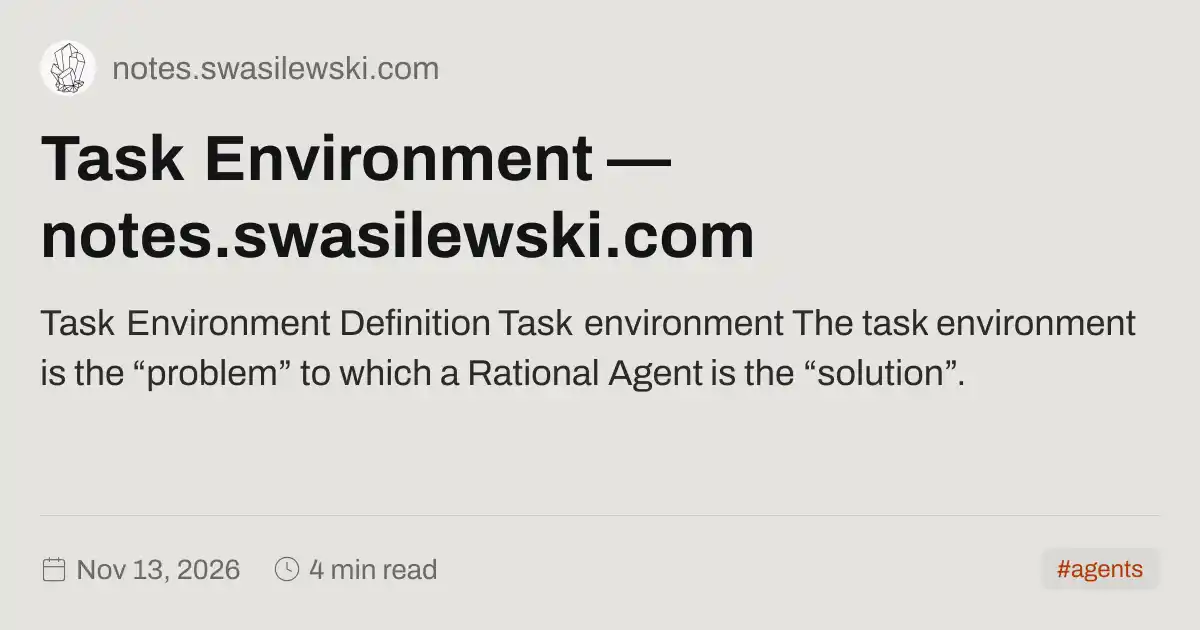 notes.swasilewski.com
Task Environment —
notes.swasilewski.com
Task Environment Definition Task environment The task environment
is the “problem” to which a Rational Agent is the “solution”.
Nov 13, 2026 4 min read #agents